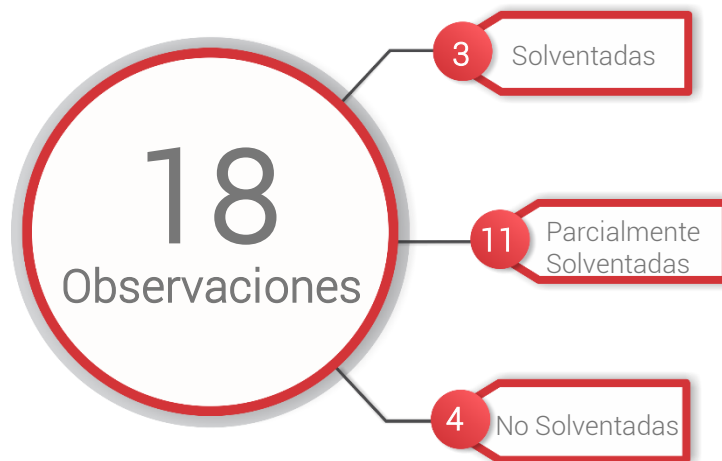 18
Observaciones
3
Solventadas
11
Parcialmente
Solventadas
4
No Solventadas